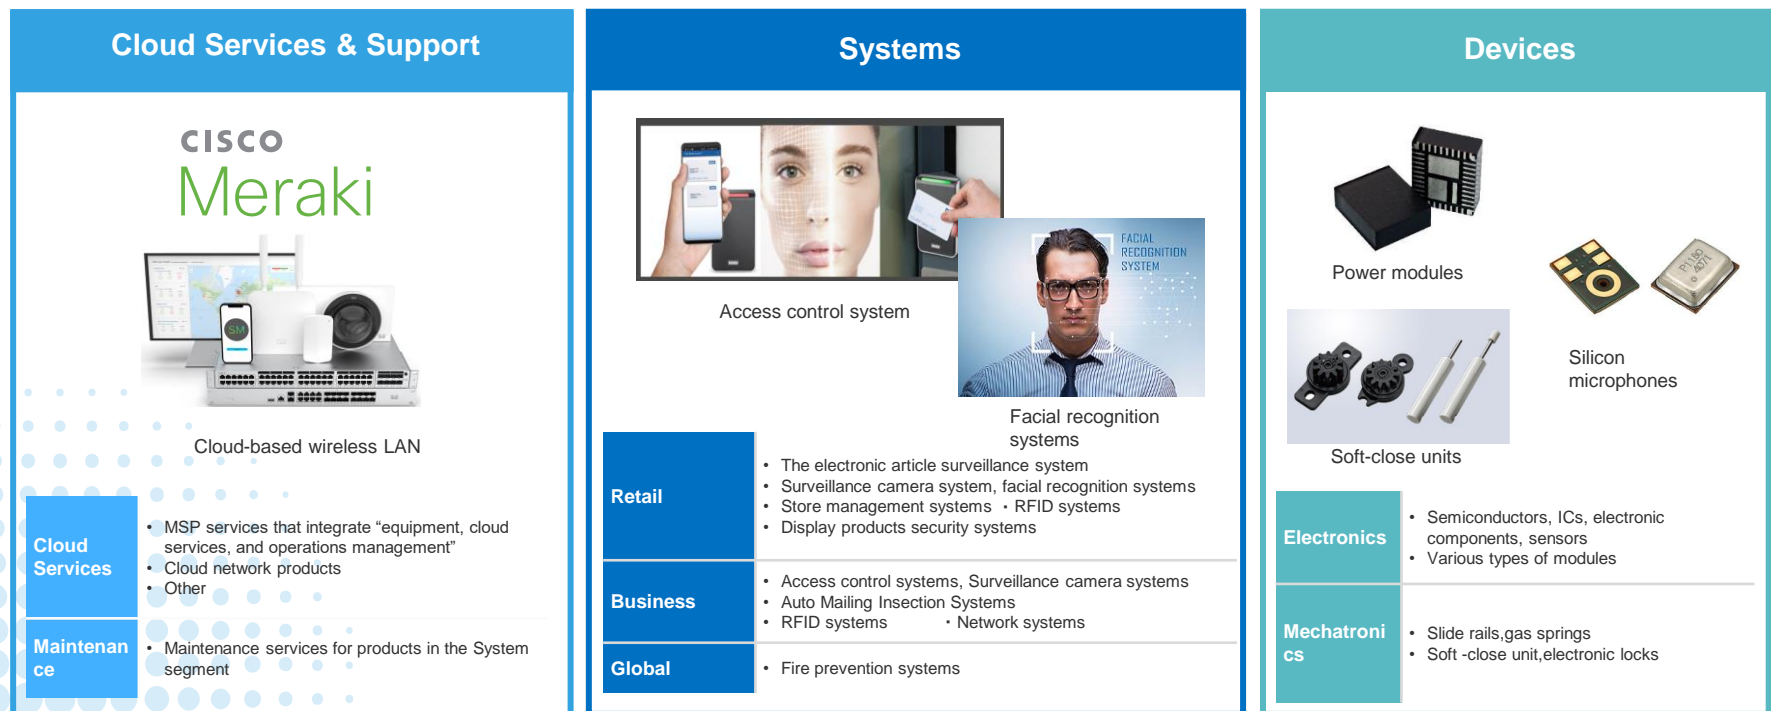 Cloud Services & Support
CISCO
Meraki
SM
Cloud-based wireless LAN
Cloud
Services
• MSP services that integrate “equipment, cloud
services, and operations management”
• Cloud network products
• Other
Maintenan
ce
• Maintenance services for products in the System
segment
Systems
Access control system
FACIAL
RECOGNITION
SYSTEM
Facial recognition
systems
Retail
• The electronic article surveillance system
• Surveillance camera system, facial recognition systems
• Store management systems ・RFID systems
• Display products security systems
Business
• Access control systems, Surveillance camera systems
• Auto Mailing Insection Systems
• RFID systems ・Network systems
Global
• Fire prevention systems
Devices
Power modules
P1180
4071
Silicon
microphones
Soft-close units
Electronics
• Semiconductors, ICs, electronic
components, sensors
• Various types of modules
Mechatroni
cs
• Slide rails,gas springs
• Soft -close unit,electronic locks